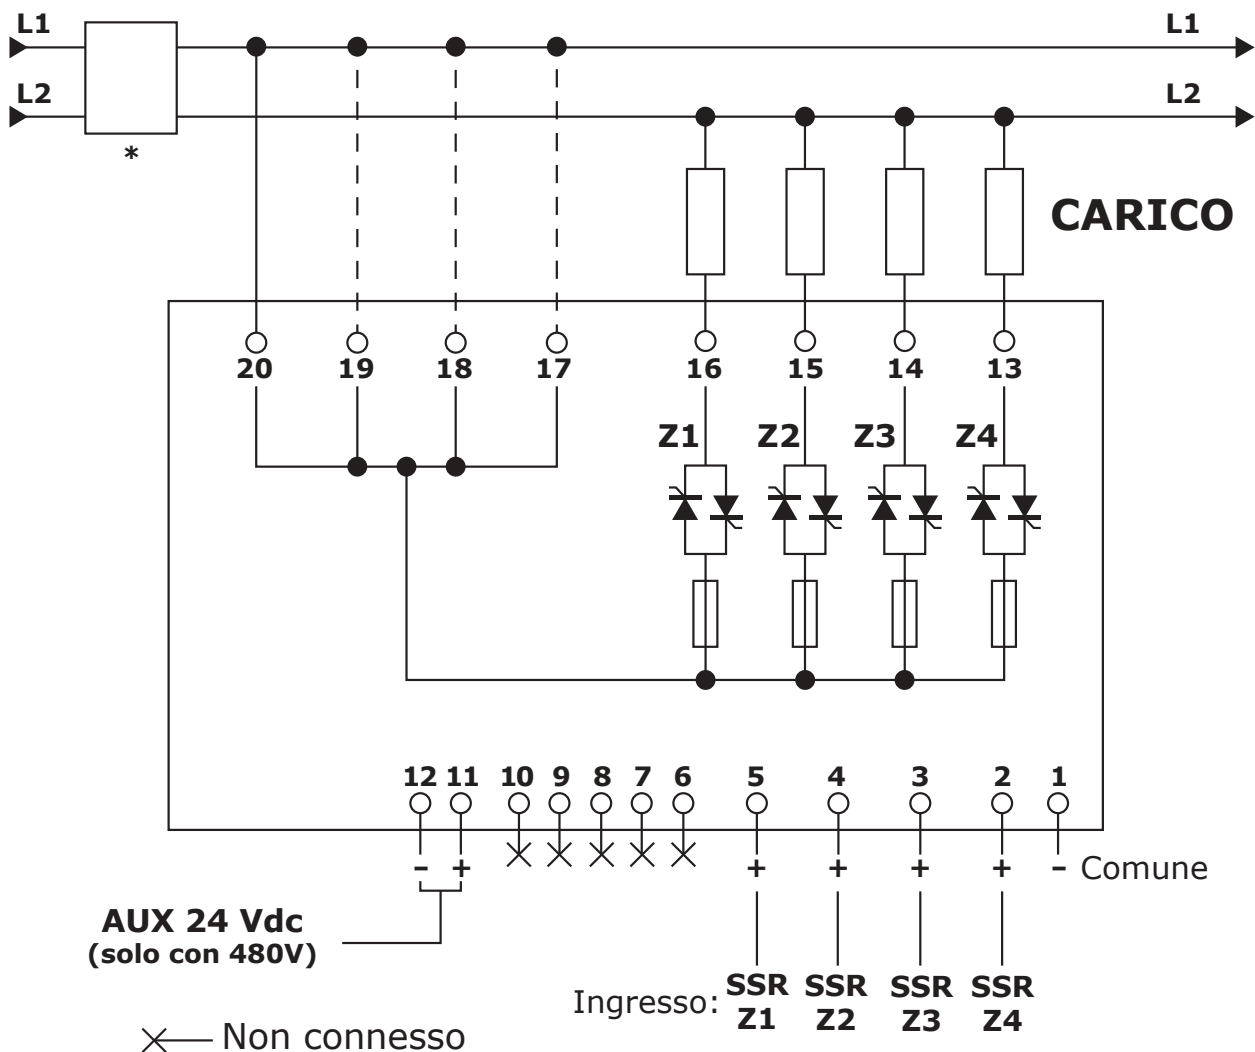 L1
L1
L2
L2
*
CARICO
20 19 18 17 16 15 14 13
Z1 Z2 Z3 Z4
12 11 10 9 8 7 6 5 4 3 2 1
- + + + + + - Comune
AUX 24 Vdc
(solo con 480V)
Ingresso: SSR Z1 SSR Z2 SSR Z3 SSR Z4
Non connesso